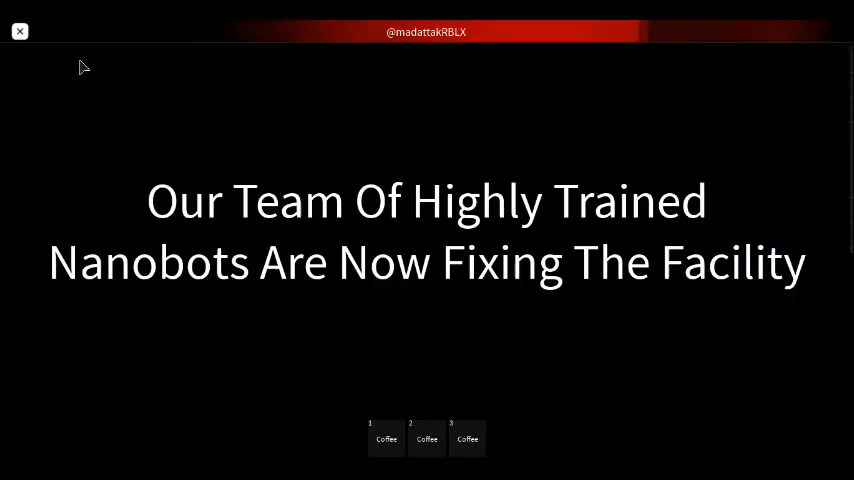 @madattakRBLX
Our Team Of Highly Trained
Nanobots Are Now Fixing The Facility
1 2 3
Coffee Coffee Coffee